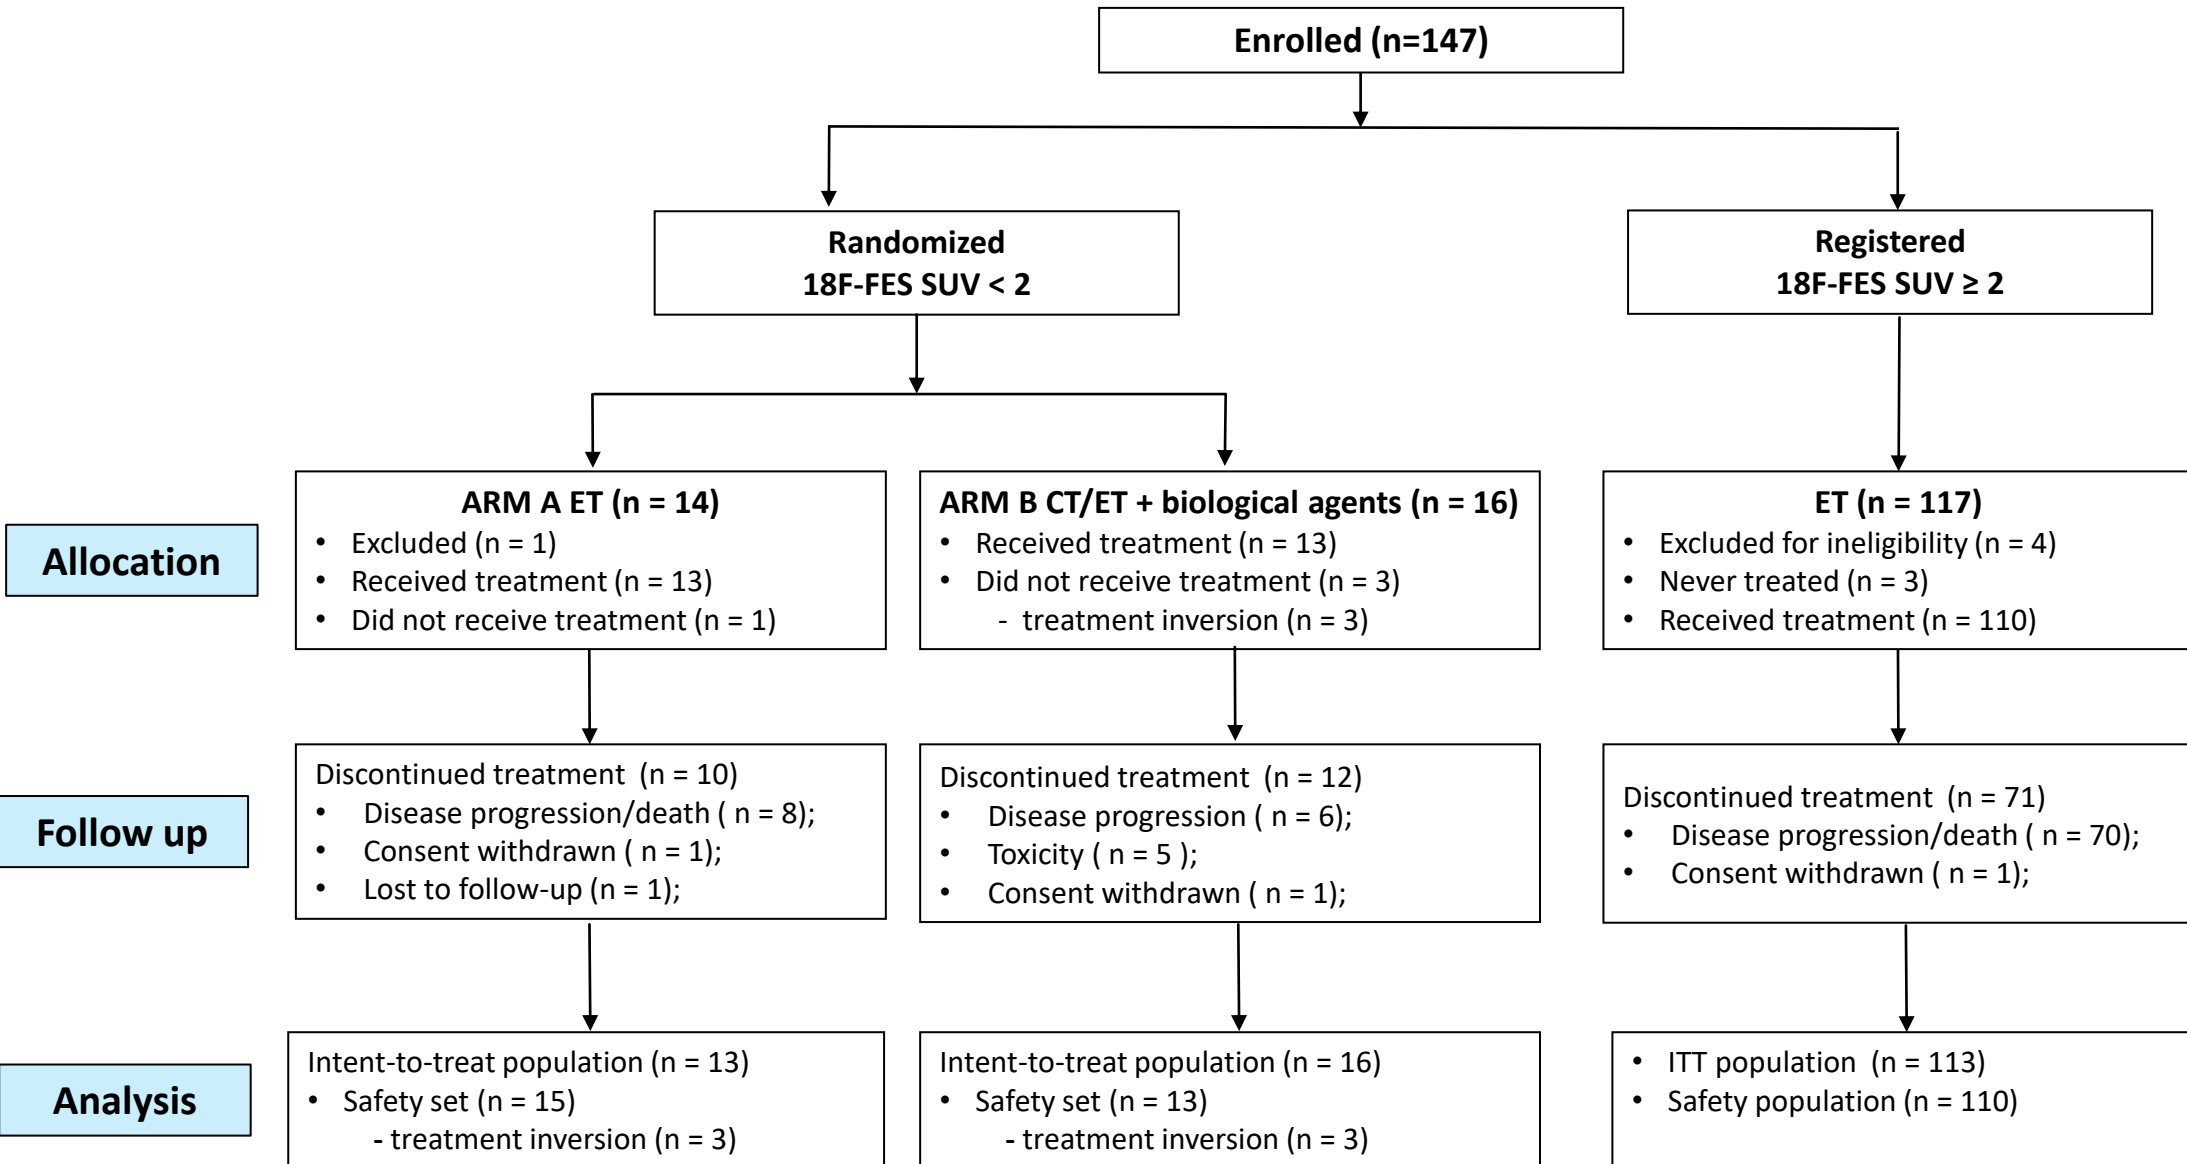 Enrolled (n=147)
Randomized
18F-FES SUV < 2
Registered
18F-FES SUV ≥ 2
Allocation
ARM A ET (n = 14)
• Excluded (n = 1)
• Received treatment (n = 13)
• Did not receive treatment (n = 1)
ARM B CT/ET + biological agents (n = 16)
• Received treatment (n = 13)
• Did not receive treatment (n = 3)
- treatment inversion (n = 3)
ET (n = 117)
• Excluded for ineligibility (n = 4)
• Never treated (n = 3)
• Received treatment (n = 110)
Follow up
Discontinued treatment (n = 10)
• Disease progression/death ( n = 8);
• Consent withdrawn ( n = 1);
• Lost to follow-up (n = 1);
Discontinued treatment (n = 12)
• Disease progression ( n = 6);
• Toxicity ( n = 5 );
• Consent withdrawn ( n = 1);
Discontinued treatment (n = 71)
• Disease progression/death ( n = 70);
• Consent withdrawn ( n = 1);
Analysis
Intent-to-treat population (n = 13)
• Safety set (n = 15)
- treatment inversion (n = 3)
Intent-to-treat population (n = 16)
• Safety set (n = 13)
- treatment inversion (n = 3)
• ITT population (n = 113)
• Safety population (n = 110)